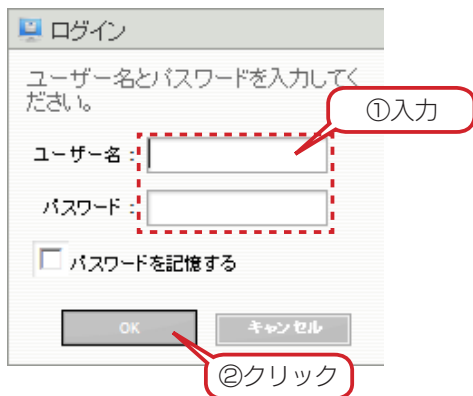 ログイン
ユーザー名とパスワードを入力してく
ださい。
①入力
ユーザー名：
パスワード：
パスワードを記憶する
OK キャンセル
②クリック